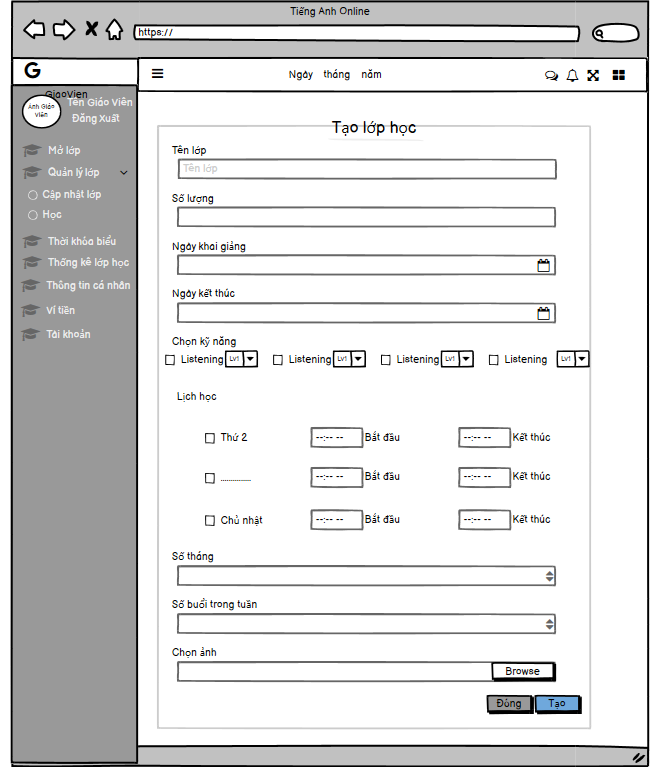 Tiếng Anh Online
https://
G
Ngày tháng năm
GiaoVien
Ảnh Giáo Viên
Tên Giáo Viên
Đăng Xuất
Mở lớp
Quản lý lớp
Cập nhật lớp
Học
Thời khóa biểu
Thống kê lớp học
Thông tin cá nhân
Ví tiền
Tài khoản
Tạo lớp học
Tên lớp
Tên lớp
Số lượng
Ngày khai giảng
Ngày kết thúc
Chọn kỹ năng
Listening LV1 Listening LV1 Listening LV1 Listening LV1
Lịch học
Thứ 2 --:-- -- Bắt đầu --:-- -- Kết thúc
.............. --:-- -- Bắt đầu --:-- -- Kết thúc
Chủ nhật --:-- -- Bắt đầu --:-- -- Kết thúc
Số tháng
Số buổi trong tuần
Chọn ảnh
Browse
Đóng Tạo